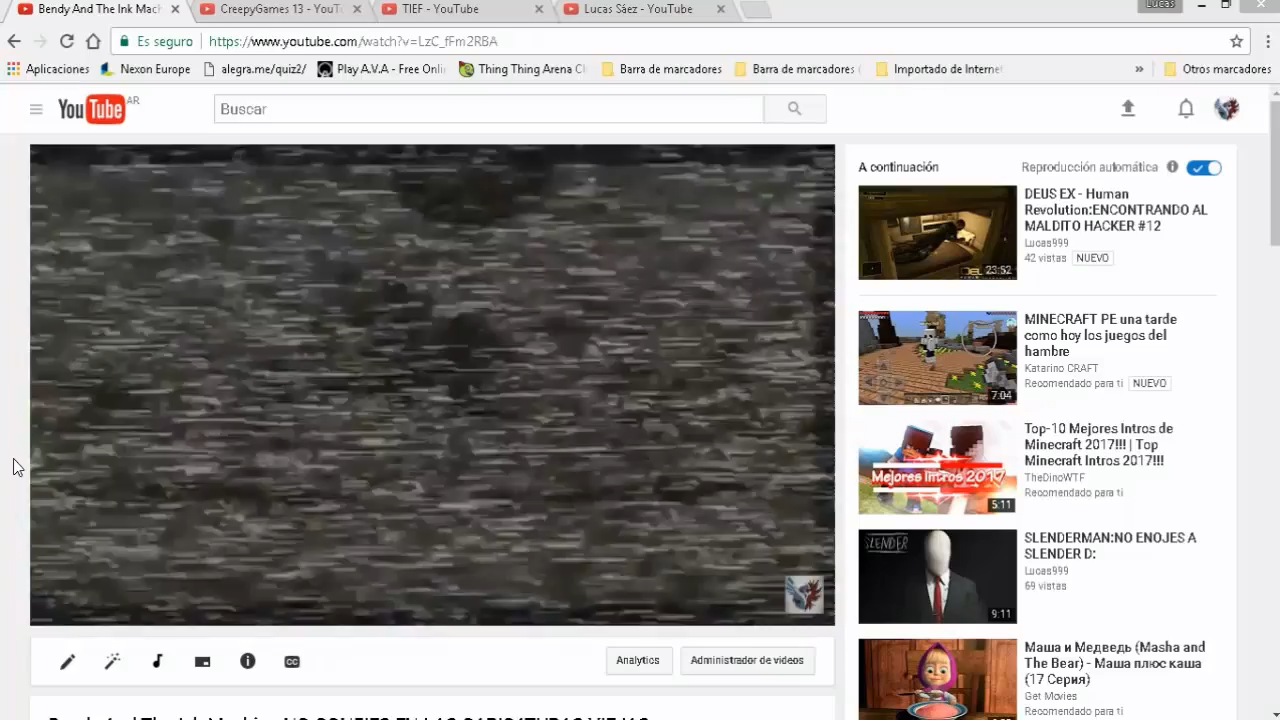 Bendy And The Ink Mac
CreepyGames 13 - YouTu
TIEF - YouTube
Lucas Sáez - YouTube
Lucas
Es seguro
https://www.youtube.com/watch?v=LzC_fFm2RBA
Aplicaciones
Nexon Europe
alegra.me/quiz2/
Play A.V.A - Free Onli
Thing Thing Arena Cl
Barra de marcadores
Barra de marcadores (
Importado de Internet
»
Otros marcadores
YouTube AR
Buscar
A continuación
Reproducción automática
DEUS EX - Human
Revolution:ENCONTRANDO AL
MALDITO HACKER #12
Lucas999
42 vistas NUEVO
23:52
MINECRAFT PE una tarde
como hoy los juegos del
hambre
Katarino CRAFT
Recomendado para ti NUEVO
7:04
Top-10 Mejores Intros de
Minecraft 2017!!! | Top
Minecraft Intros 2017!!!
TheDinoWTF
Recomendado para ti
Mejores Intros 2017
5:11
SLENDERMAN:NO ENOJES A
SLENDER D:
Lucas999
69 vistas
SLENDER
9:11
Маша и Медведь (Masha and
The Bear) - Маша плюс каша
(17 Серия)
Get Movies
Recomendado para ti
CC
Analytics
Administrador de videos